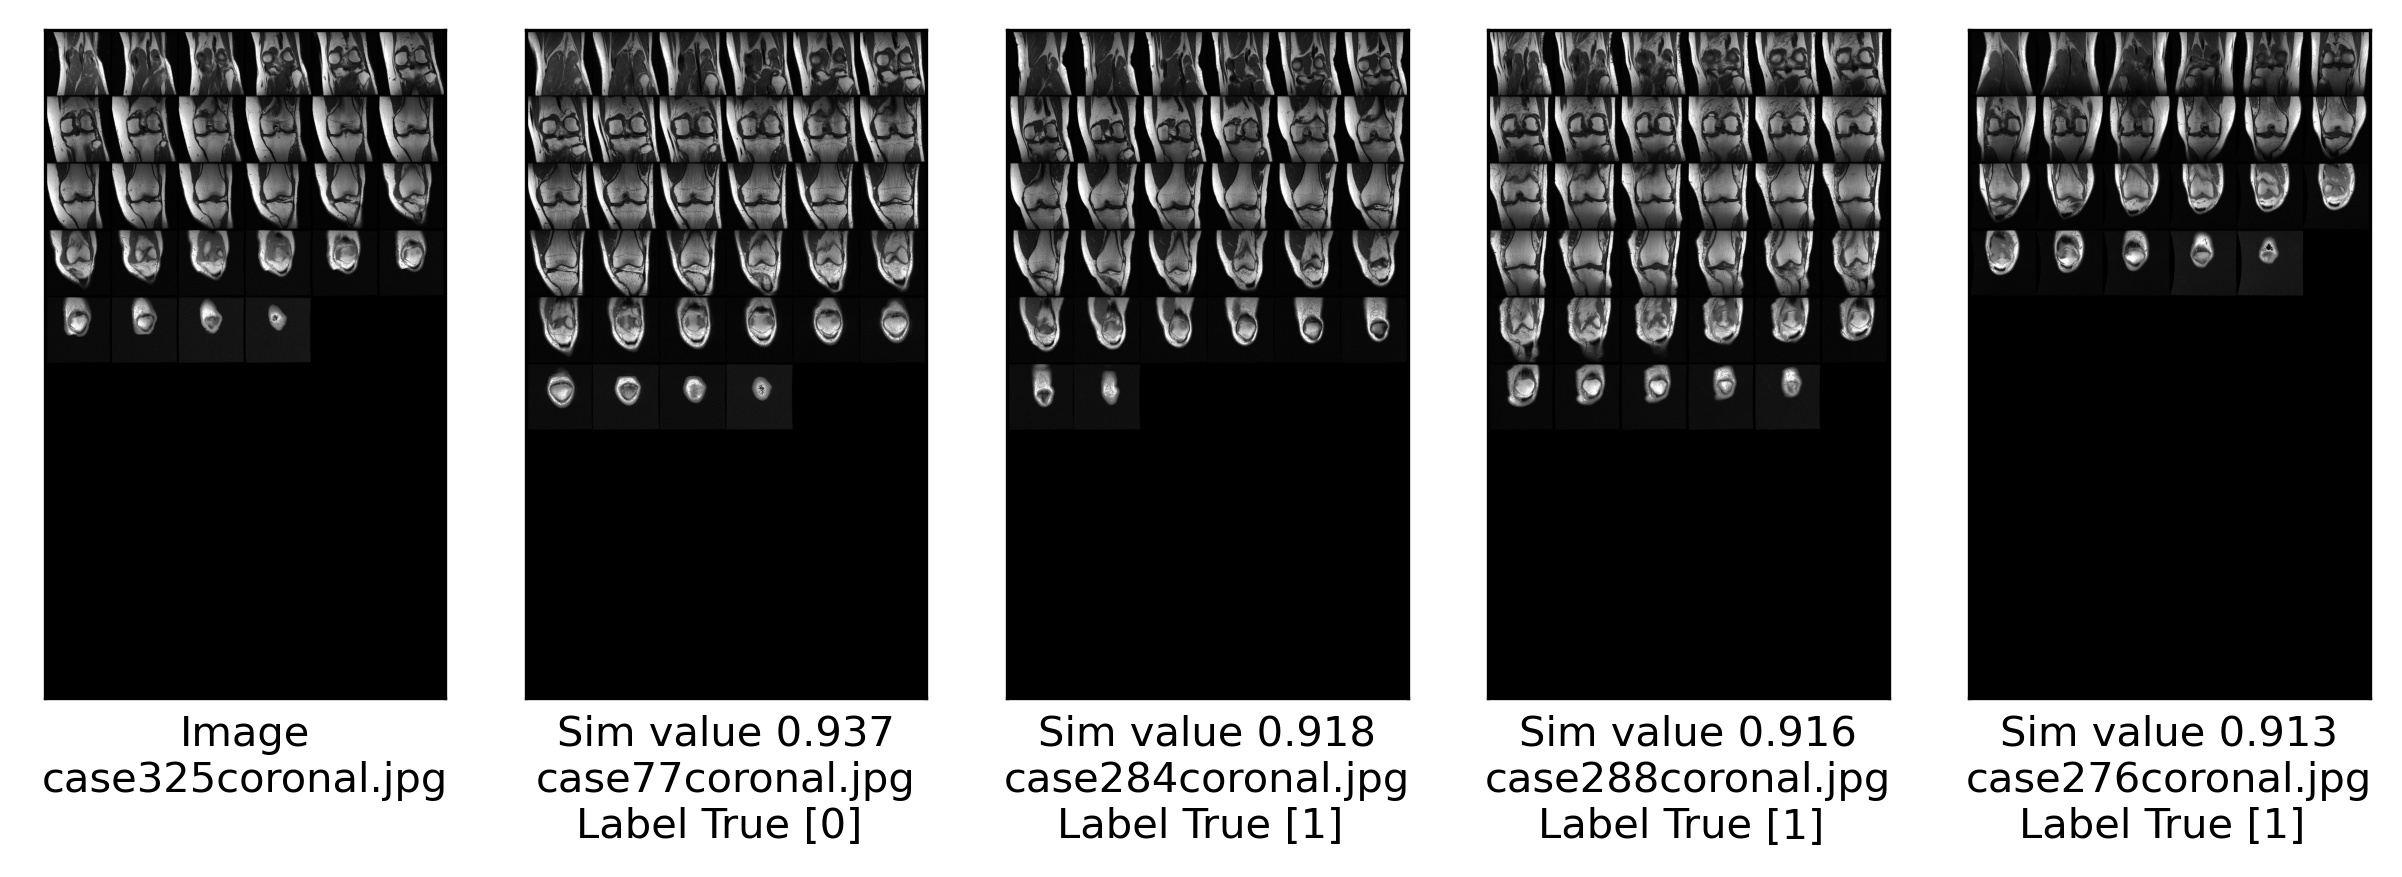 Image
case325coronal.jpg
Sim value 0.937
case77coronal.jpg
Label True [0]
Sim value 0.918
case284coronal.jpg
Label True [1]
Sim value 0.916
case288coronal.jpg
Label True [1]
Sim value 0.913
case276coronal.jpg
Label True [1]